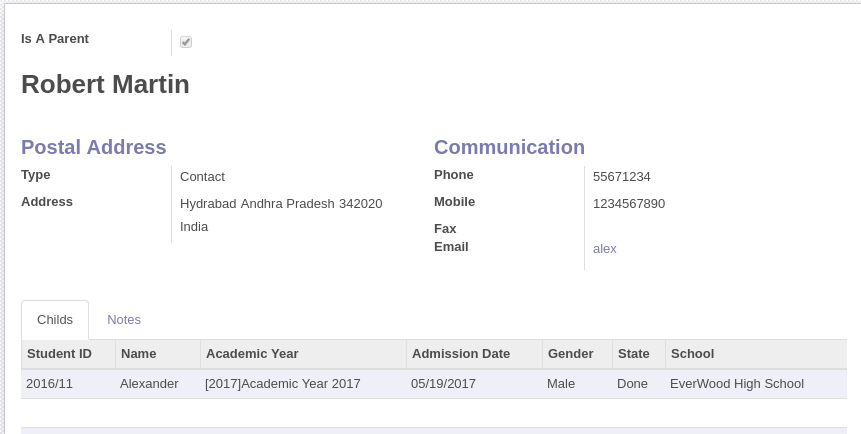 Is A Parent
Robert Martin
Postal Address
Type Contact
Address Hydrabad Andhra Pradesh 342020
India
Communication
Phone 55671234
Mobile 1234567890
Fax
Email alex
Childs Notes
Student ID Name Academic Year Admission Date Gender State School
2016/11 Alexander [2017]Academic Year 2017 05/19/2017 Male Done EverWood High School